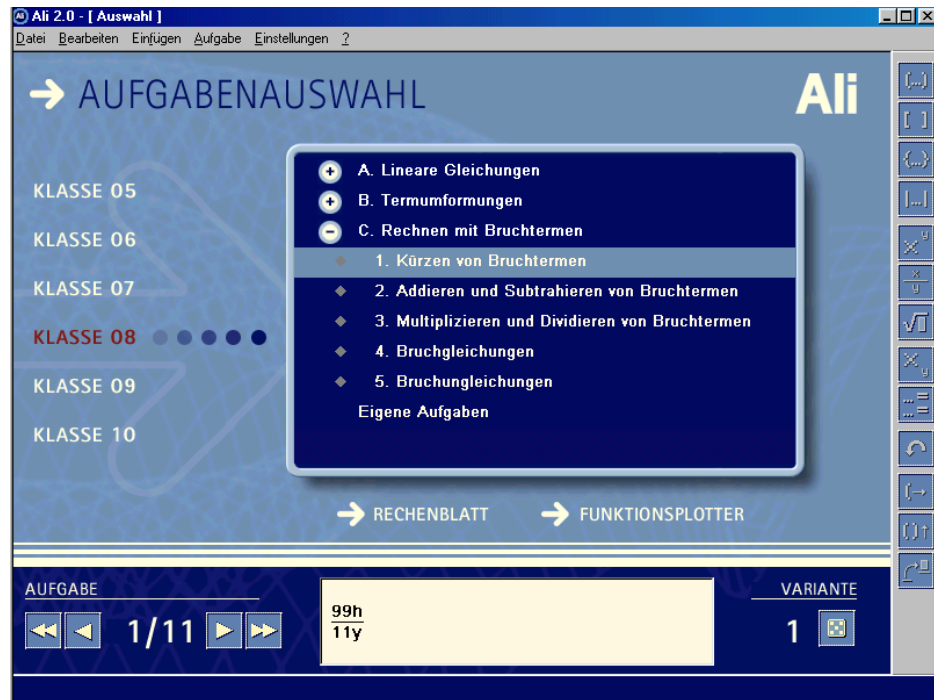 Ali 2.0 - [ Auswahl ]
Datei Bearbeiten Einfügen Aufgabe Einstellungen ?
AUFGABENAUSWAHL
Ali
KLASSE 05
KLASSE 06
KLASSE 07
KLASSE 08
KLASSE 09
KLASSE 10
A. Lineare Gleichungen
B. Termumformungen
C. Rechnen mit Bruchtermen
1. Kürzen von Bruchtermen
2. Addieren und Subtrahieren von Bruchtermen
3. Multiplizieren und Dividieren von Bruchtermen
4. Bruchgleichungen
5. Bruchungleichungen
Eigene Aufgaben
RECHENBLATT
FUNKTIONSPLOTTER
AUFGABE
1/11
99h
11y
VARIANTE
1
(...)
[ ]
{...}
|...|
x y
x
y
√
x y
... =
... =
(→
()↑